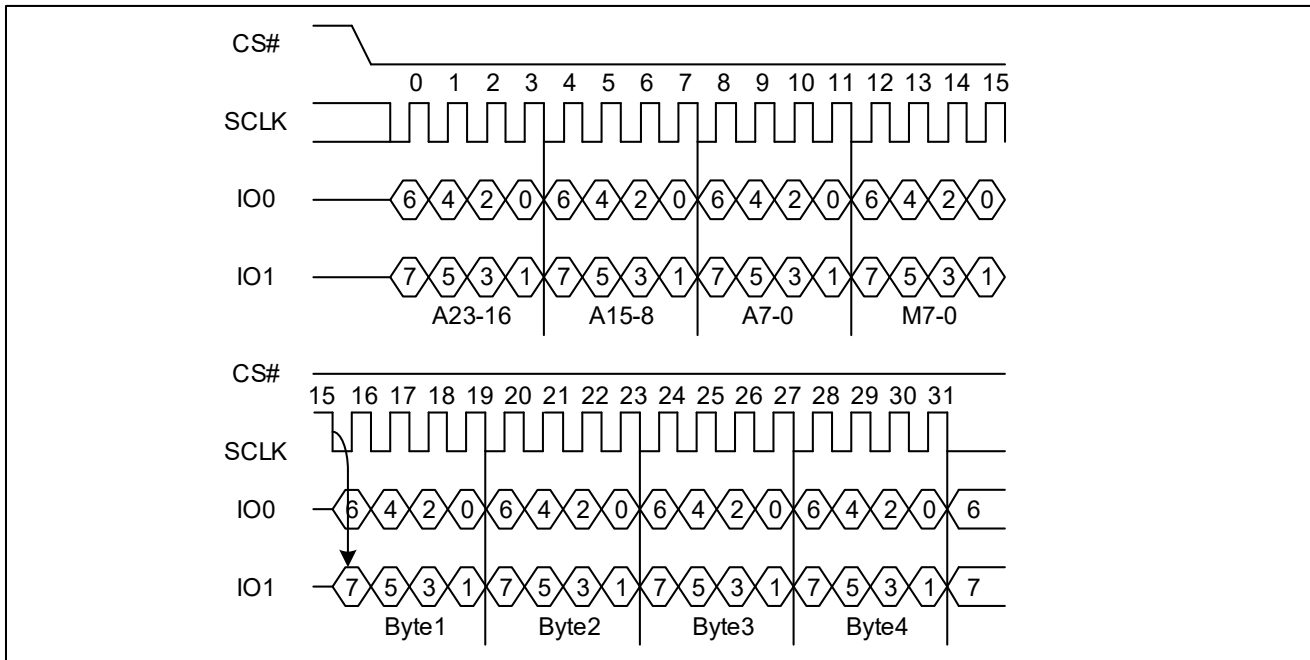 CS#
0 1 2 3 4 5 6 7 8 9 10 11 12 13 14 15
SCLK
IO0 6 4 2 0 6 4 2 0 6 4 2 0 6 4 2 0
IO1 7 5 3 1 7 5 3 1 7 5 3 1 7 5 3 1
A23-16 A15-8 A7-0 M7-0
CS#
15 16 17 18 19 20 21 22 23 24 25 26 27 28 29 30 31
SCLK
IO0 6 4 2 0 6 4 2 0 6 4 2 0 6 4 2 0 6
IO1 7 5 3 1 7 5 3 1 7 5 3 1 7 5 3 1 7
Byte1 Byte2 Byte3 Byte4